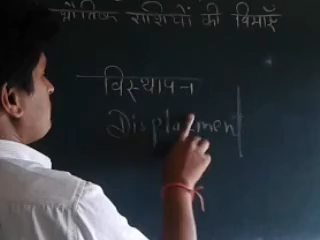 भौतिक राशियों की विमाएँ
विस्थापन
Displacement